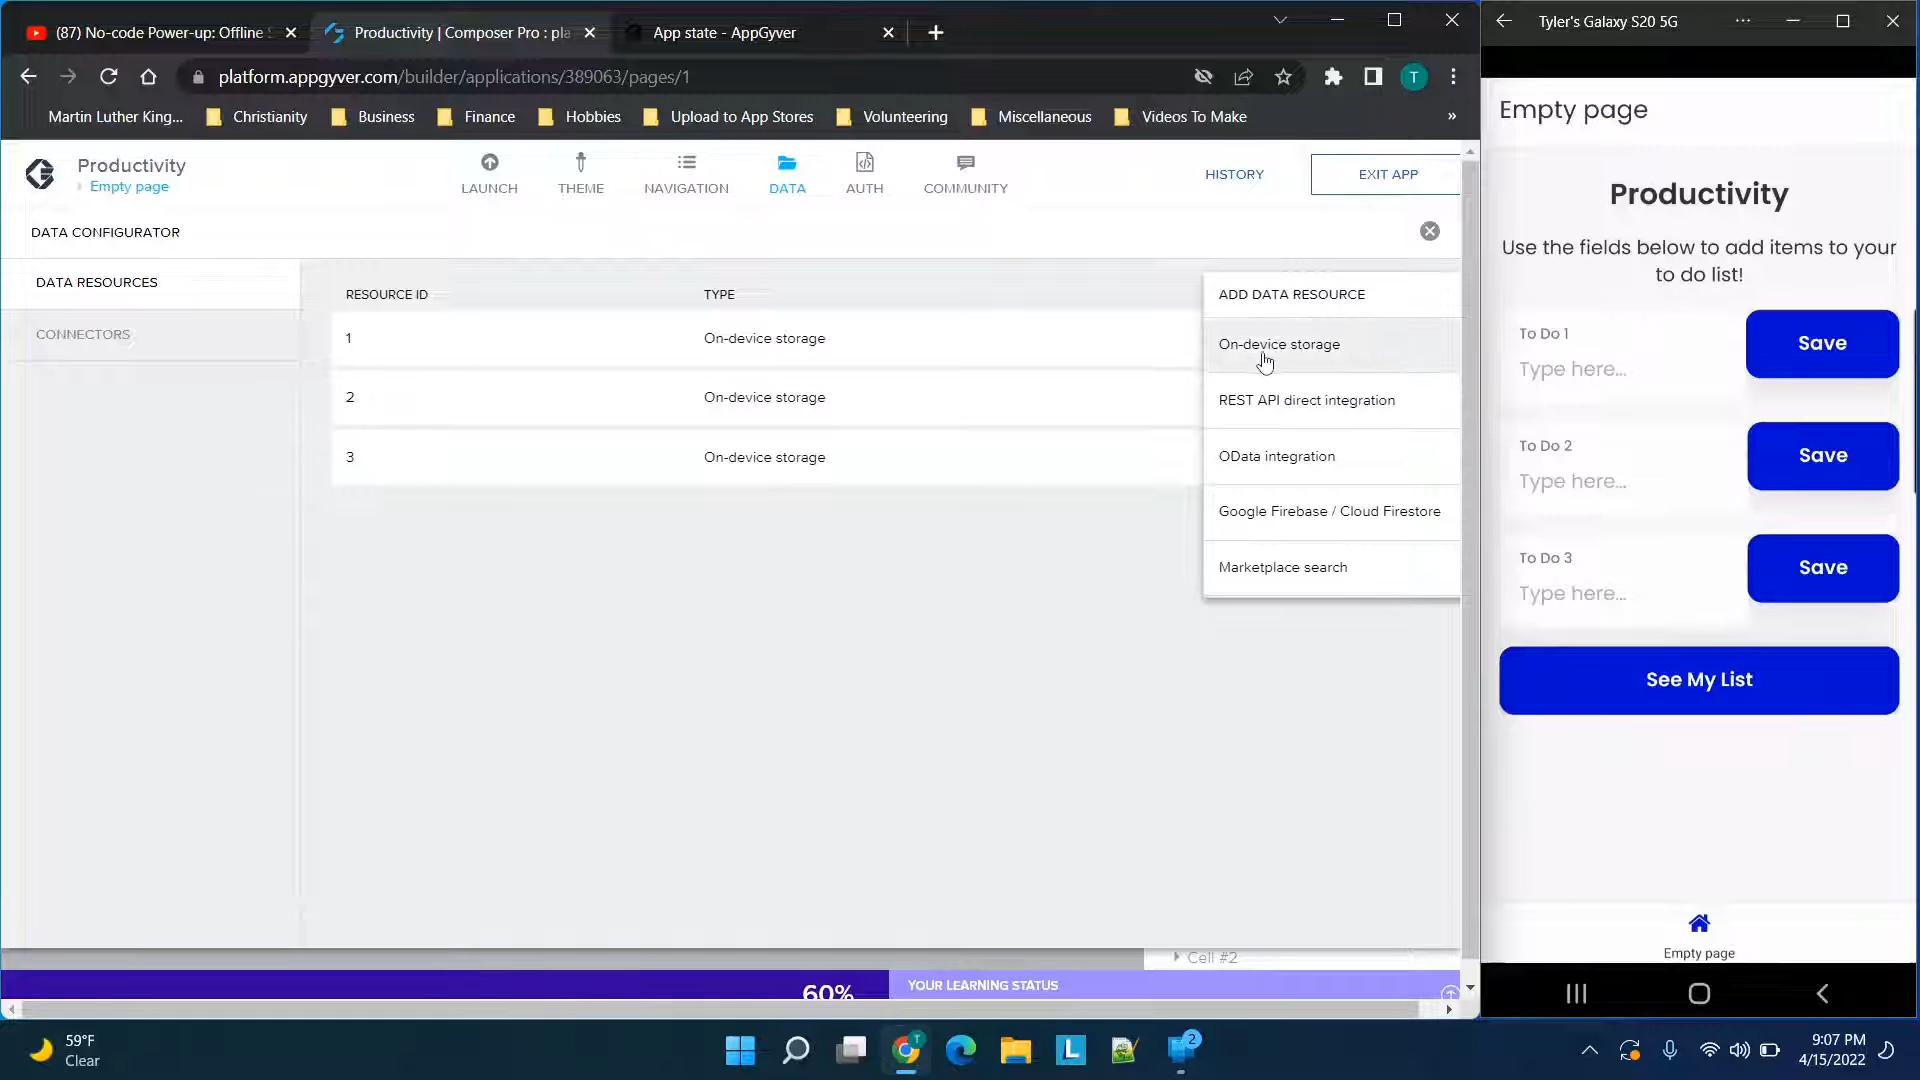 (87) No-code Power-up: Offline
Productivity | Composer Pro : pla
App state - AppGyver
Tyler's Galaxy S20 5G
platform.appgyver.com/builder/applications/389063/pages/1
T
Martin Luther King...
Christianity
Business
Finance
Hobbies
Upload to App Stores
Volunteering
Miscellaneous
Videos To Make
»
Productivity
Empty page
LAUNCH
THEME
NAVIGATION
DATA
AUTH
COMMUNITY
HISTORY
EXIT APP
DATA CONFIGURATOR
DATA RESOURCES
CONNECTORS
RESOURCE ID
TYPE
1
On-device storage
2
On-device storage
3
On-device storage
ADD DATA RESOURCE
On-device storage
REST API direct integration
OData integration
Google Firebase / Cloud Firestore
Marketplace search
Cell #2
60%
YOUR LEARNING STATUS
Empty page
Productivity
Use the fields below to add items to your
to do list!
To Do 1
Type here...
Save
To Do 2
Type here...
Save
To Do 3
Type here...
Save
See My List
Empty page
59°F
Clear
T
L
2
9:07 PM
4/15/2022